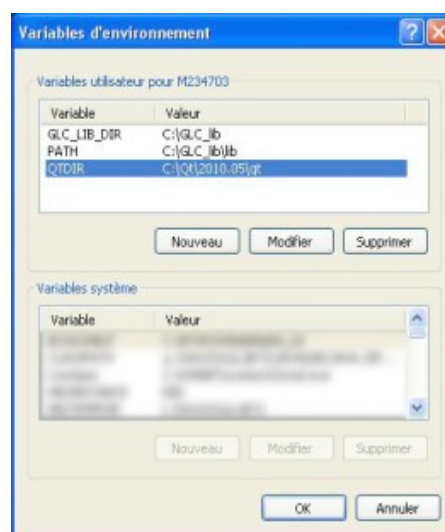 Variables d'environnement
Variables utilisateur pour M234703
Variable Valeur
GLC_LIB_DIR C:\GLC_lib
PATH C:\GLC_lib\lib
QTDIR C:\Qt\2010.05\qt
Nouveau Modifier Supprimer
Variables système
Variable Valeur
Nouveau Modifier Supprimer
OK Annuler